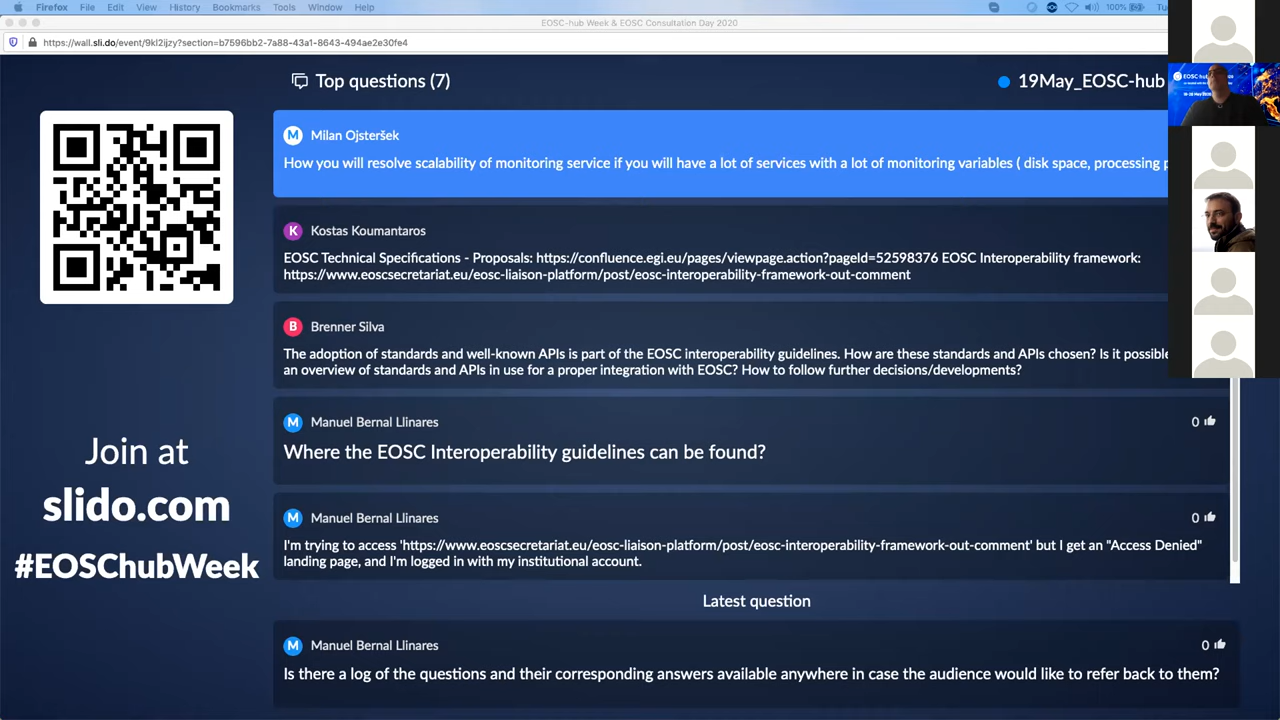 Firefox File Edit View History Bookmarks Tools Window Help
100%
EOSC-hub Week & EOSC Consultation Day 2020
https://wall.sli.do/event/9kl2ijzy?section=b7596bb2-7a88-43a1-8643-494ae2e30fe4
Top questions (7)
19May_EOSC-hub
M Milan Ojsteršek
How you will resolve scalability of monitoring service if you will have a lot of services with a lot of monitoring variables ( disk space, processing
K Kostas Koumantaros
EOSC Technical Specifications - Proposals: https://confluence.egi.eu/pages/viewpage.action?pageId=52598376 EOSC Interoperability framework:
https://www.eoscsecretariat.eu/eosc-liaison-platform/post/eosc-interoperability-framework-out-comment
B Brenner Silva
The adoption of standards and well-known APIs is part of the EOSC interoperability guidelines. How are these standards and APIs chosen? Is it possible
an overview of standards and APIs in use for a proper integration with EOSC? How to follow further decisions/developments?
M Manuel Bernal Llinares 0
Where the EOSC Interoperability guidelines can be found?
M Manuel Bernal Llinares 0
I'm trying to access 'https://www.eoscsecretariat.eu/eosc-liaison-platform/post/eosc-interoperability-framework-out-comment' but I get an "Access Denied"
landing page, and I'm logged in with my institutional account.
Latest question
M Manuel Bernal Llinares 0
Is there a log of the questions and their corresponding answers available anywhere in case the audience would like to refer back to them?
Join at
slido.com
#EOSChubWeek